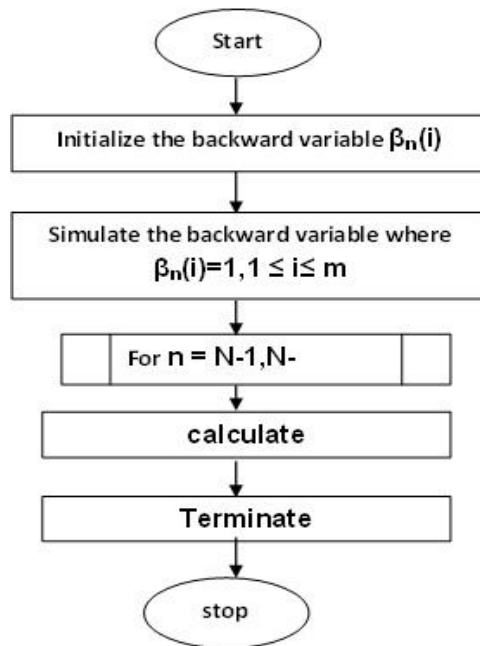 Start
Initialize the backward variable βn(i)
Simulate the backward variable where
βn(i)=1,1 ≤ i≤ m
For n = N-1,N-
calculate
Terminate
stop